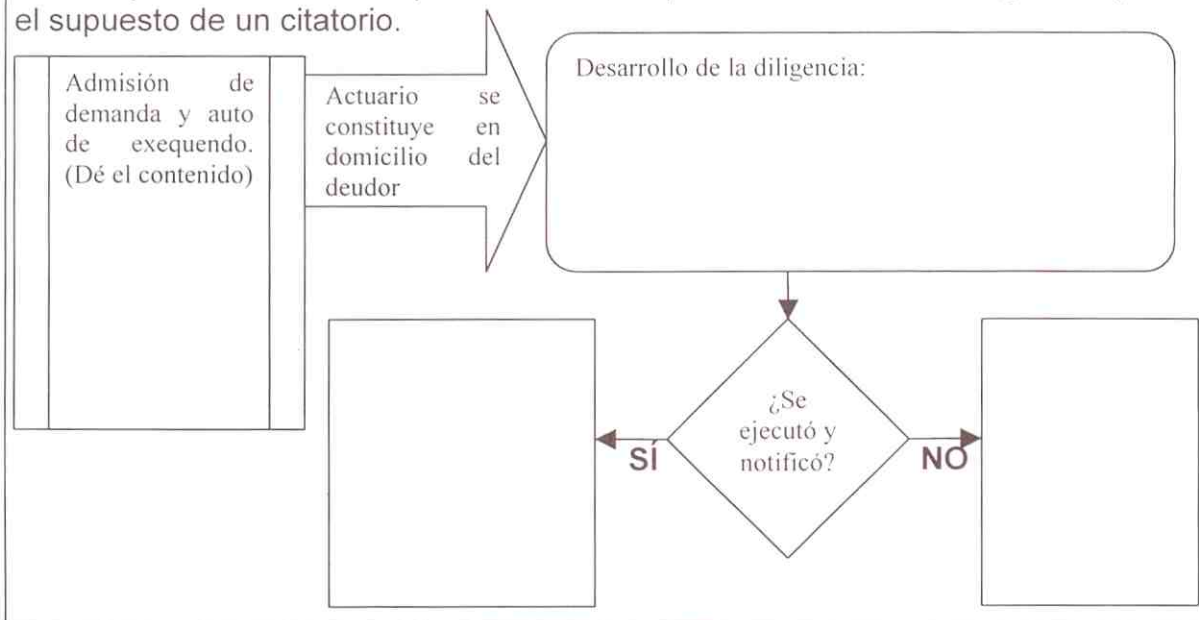 el supuesto de un citatorio.
Admisión de
demanda y auto
de exequendo.
(Dé el contenido)
Actuario se
constituye en
domicilio del
deudor
Desarrollo de la diligencia:
¿Se
ejecutó y
notificó?
SÍ
NO